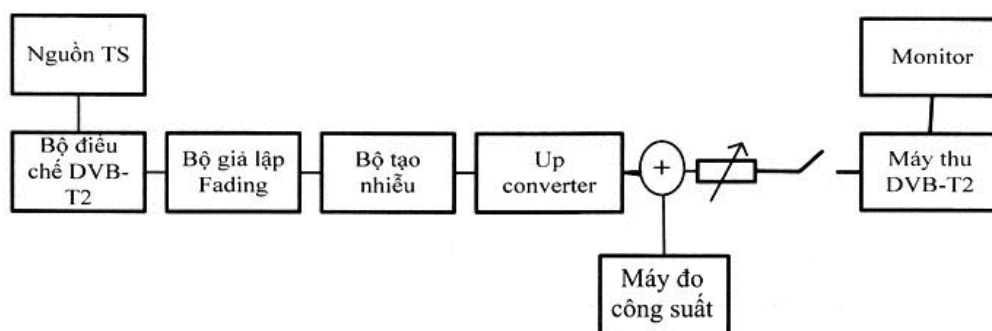 Nguồn TS
Monitor
Bộ điều
chế DVB-
T2
Bộ giả lập
Fading
Bộ tạo
nhiễu
Up
converter
+
Máy thu
DVB-T2
Máy đo
công suất